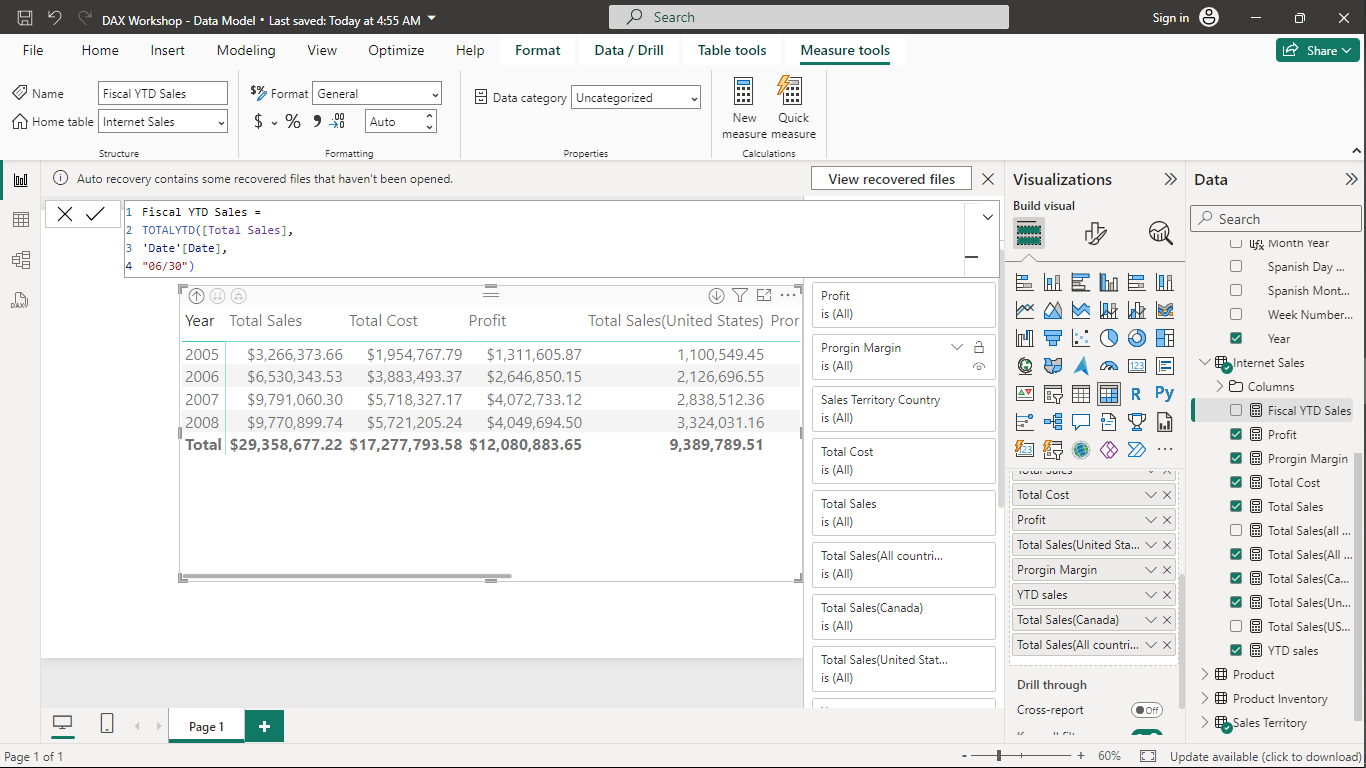 DAX Workshop - Data Model • Last saved: Today at 4:55 AM
Search
Sign in
File
Home
Insert
Modeling
View
Optimize
Help
Format
Data / Drill
Table tools
Measure tools
Share
Name
Fiscal YTD Sales
Home table
Internet Sales
Structure
Format
General
$
%
Auto
Formatting
Data category
Uncategorized
Properties
New measure
Quick measure
Calculations
Auto recovery contains some recovered files that haven't been opened.
View recovered files
1 Fiscal YTD Sales =
2 TOTALYTD([Total Sales],
3 'Date'[Date],
4 "06/30")
Year Total Sales Total Cost Profit Total Sales(United States) Pror
2005 $3,266,373.66 $1,954,767.79 $1,311,605.87 1,100,549.45
2006 $6,530,343.53 $3,883,493.37 $2,646,850.15 2,126,696.55
2007 $9,791,060.30 $5,718,327.17 $4,072,733.12 2,838,512.36
2008 $9,770,899.74 $5,721,205.24 $4,049,694.50 3,324,031.16
Total $29,358,677.22 $17,277,793.58 $12,080,883.65 9,389,789.51
Profit
is (All)
Prorgin Margin
is (All)
Sales Territory Country
is (All)
Total Cost
is (All)
Total Sales
is (All)
Total Sales(All countri...
is (All)
Total Sales(Canada)
is (All)
Total Sales(United Stat...
is (All)
Visualizations
Build visual
123
R
Py
123
Total Sales
Total Cost
Profit
Total Sales(United Sta...
Prorgin Margin
YTD sales
Total Sales(Canada)
Total Sales(All countri...
Drill through
Cross-report
Off
Data
Search
Month Year
Spanish Day ...
Spanish Mont...
Week Number...
Year
Internet Sales
Columns
Fiscal YTD Sales
Profit
Prorgin Margin
Total Cost
Total Sales
Total Sales(all ...
Total Sales(All ...
Total Sales(Ca...
Total Sales(Un...
Total Sales(US...
YTD sales
Product
Product Inventory
Sales Territory
DAX
Page 1
Page 1 of 1
- + 60%
Update available (click to download)